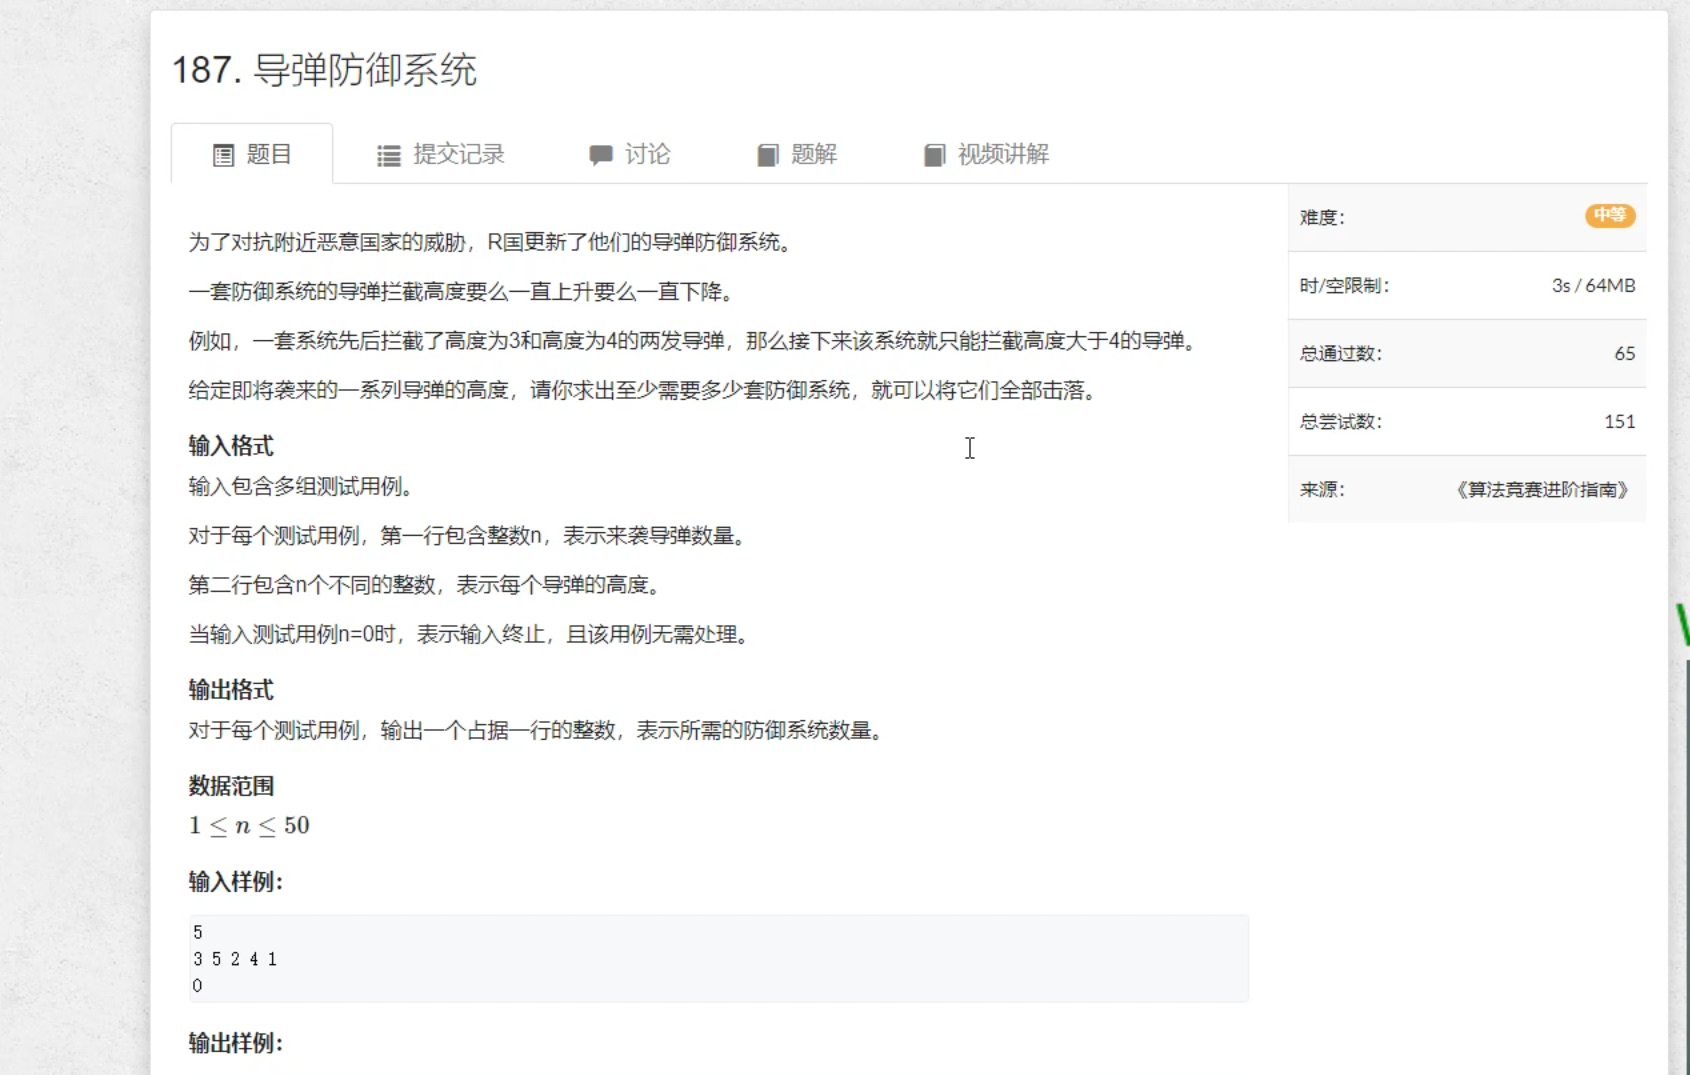 187. 导弹防御系统
题目 提交记录 讨论 题解 视频讲解
为了对抗附近恶意国家的威胁，R国更新了他们的导弹防御系统。
一套防御系统的导弹拦截高度要么一直上升要么一直下降。
例如，一套系统先后拦截了高度为3和高度为4的两发导弹，那么接下来该系统就只能拦截高度大于4的导弹。
给定即将袭来的一系列导弹的高度，请你求出至少需要多少套防御系统，就可以将它们全部击落。
输入格式
输入包含多组测试用例。
对于每个测试用例，第一行包含整数n，表示来袭导弹数量。
第二行包含n个不同的整数，表示每个导弹的高度。
当输入测试用例n=0时，表示输入终止，且该用例无需处理。
输出格式
对于每个测试用例，输出一个占据一行的整数，表示所需的防御系统数量。
数据范围
1 ≤ n ≤ 50
输入样例：
5
3 5 2 4 1
0
输出样例：
难度： 中等
时/空限制： 3s / 64MB
总通过数： 65
总尝试数： 151
来源： 《算法竞赛进阶指南》